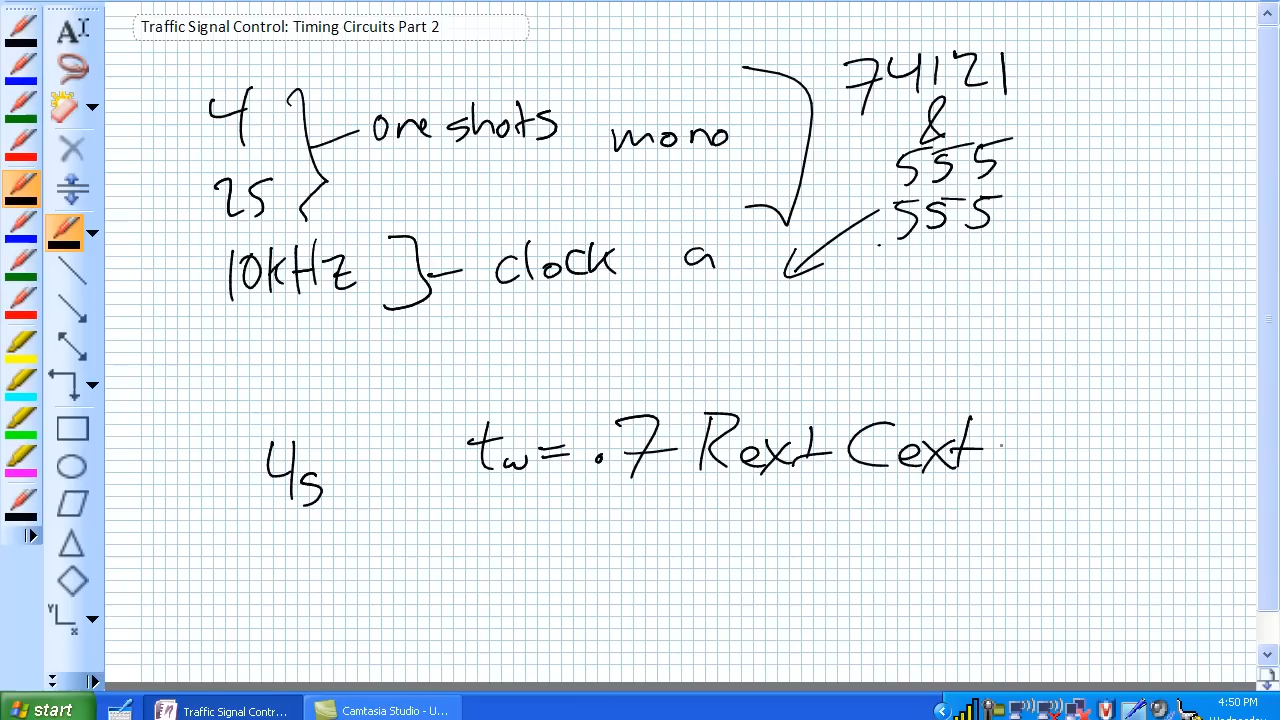 Traffic Signal Control: Timing Circuits Part 2
4 one shots mono 74121
&
555
25 555
10kHz clock a
4s tw = .7 Rext Cext
start Traffic Signal Contr... Camtasia Studio - U... 4:50 PM